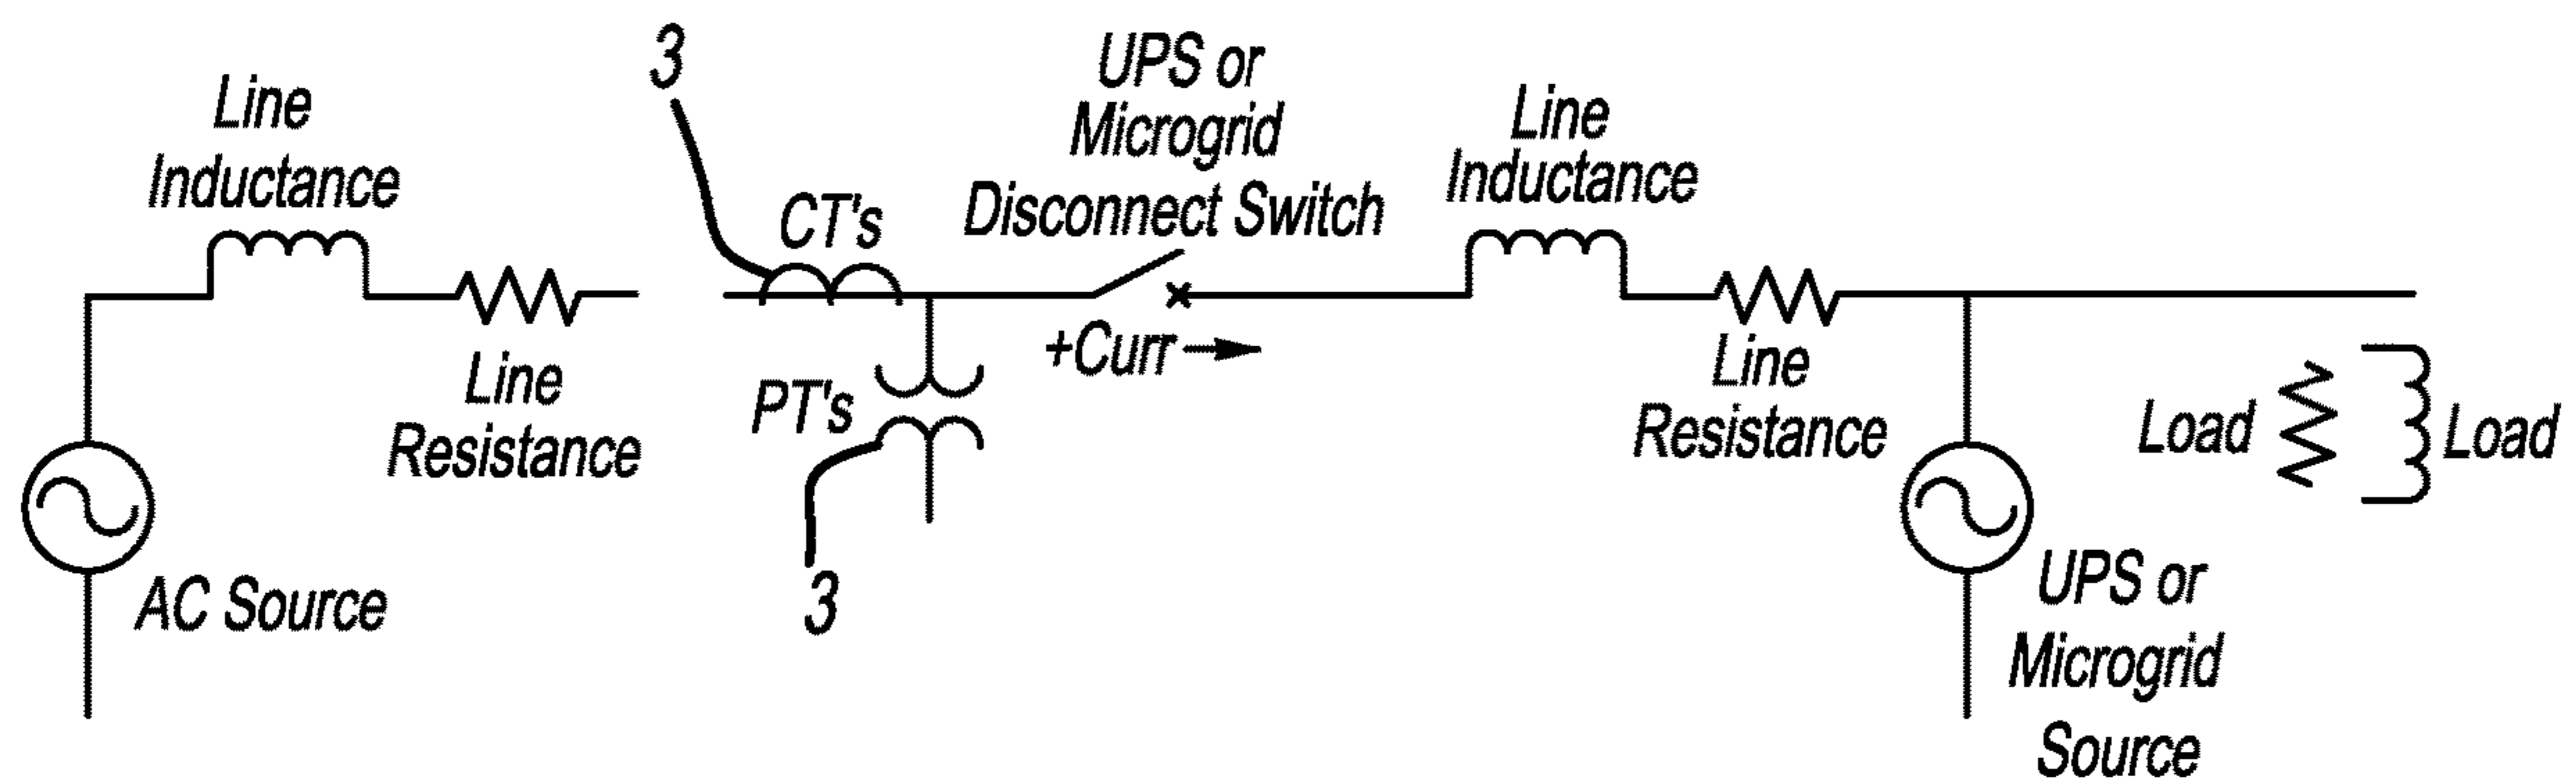 Line
Inductance
Line
Resistance
AC Source
3
CT's
PT's
3
UPS or
Microgrid
Disconnect Switch
+Curr
Line
Inductance
Line
Resistance
UPS or
Microgrid
Source
Load
Load